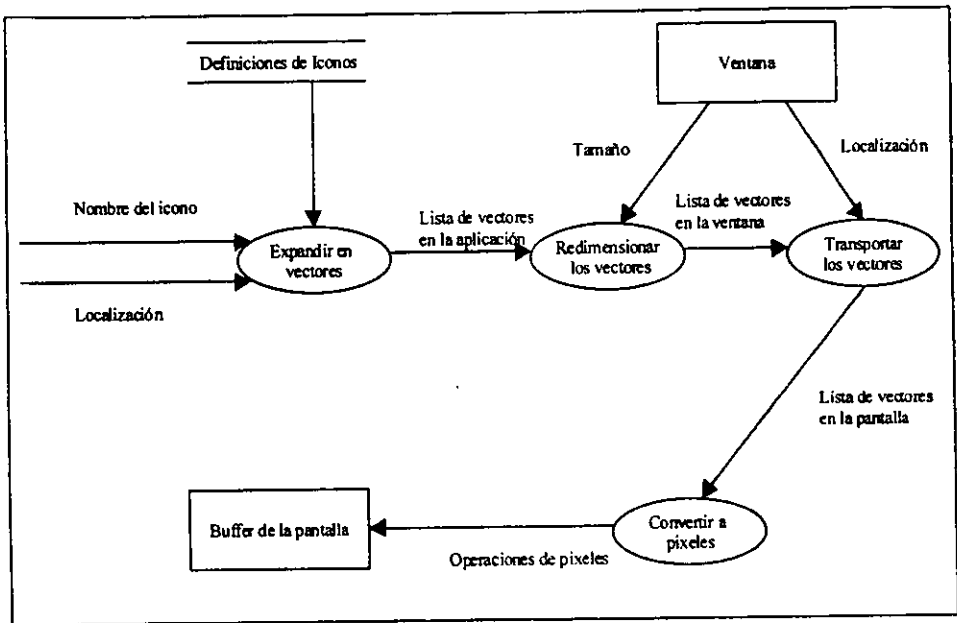 Definiciones de Iconos
Ventana
Tamaño
Localización
Nombre del icono
Lista de vectores
en la aplicación
Lista de vectores
en la ventana
Expandir en
vectores
Redimensionar
los vectores
Transportar
los vectores
Localización
Lista de vectores
en la pantalla
Buffer de la pantalla
Convertir a
pixeles
Operaciones de pixeles